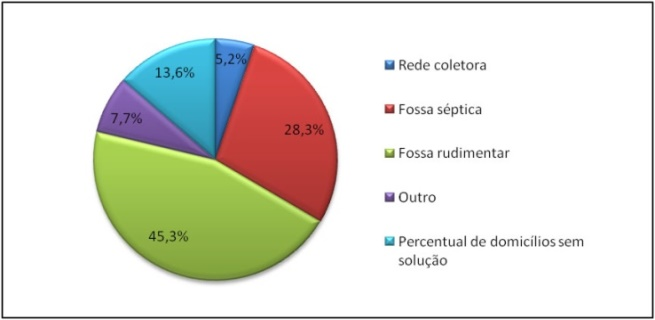 5,2%
13,6%
28,3%
7,7%
45,3%
Rede coletora
Fossa séptica
Fossa rudimentar
Outro
Percentual de domicílios sem
solução